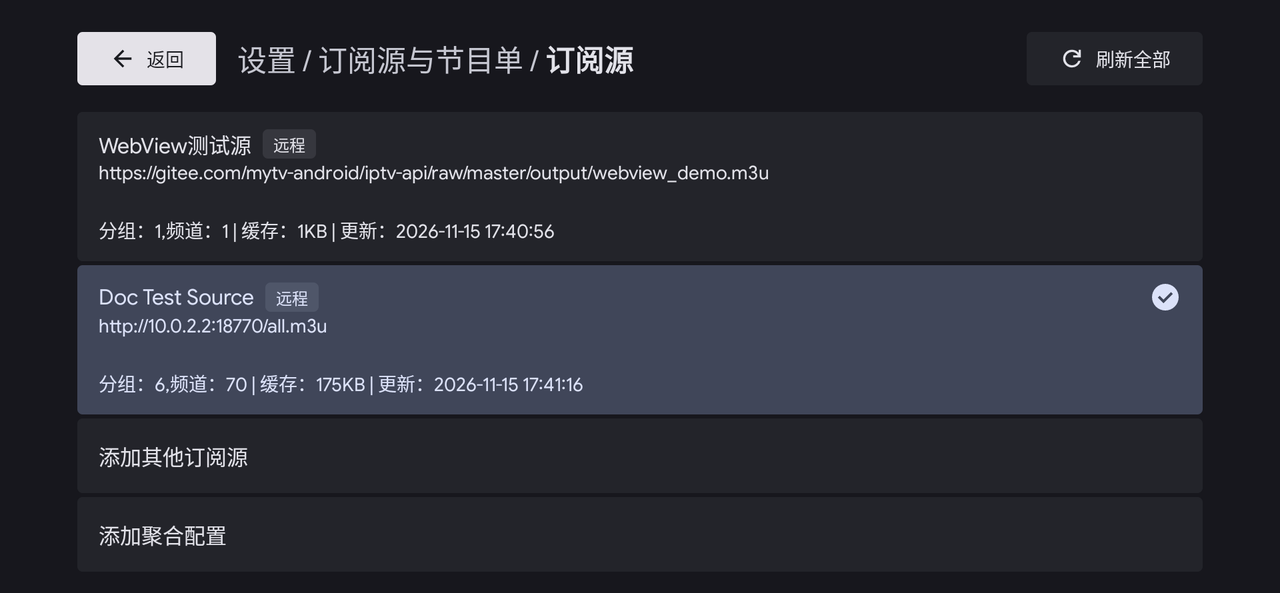 返回
设置 / 订阅源与节目单 / 订阅源
刷新全部
WebView测试源 远程
https://gitee.com/mytv-android/iptv-api/raw/master/output/webview_demo.m3u
分组：1,频道：1 | 缓存：1KB | 更新：2026-11-15 17:40:56
Doc Test Source 远程
http://10.0.2.2:18770/all.m3u
分组：6,频道：70 | 缓存：175KB | 更新：2026-11-15 17:41:16
添加其他订阅源
添加聚合配置